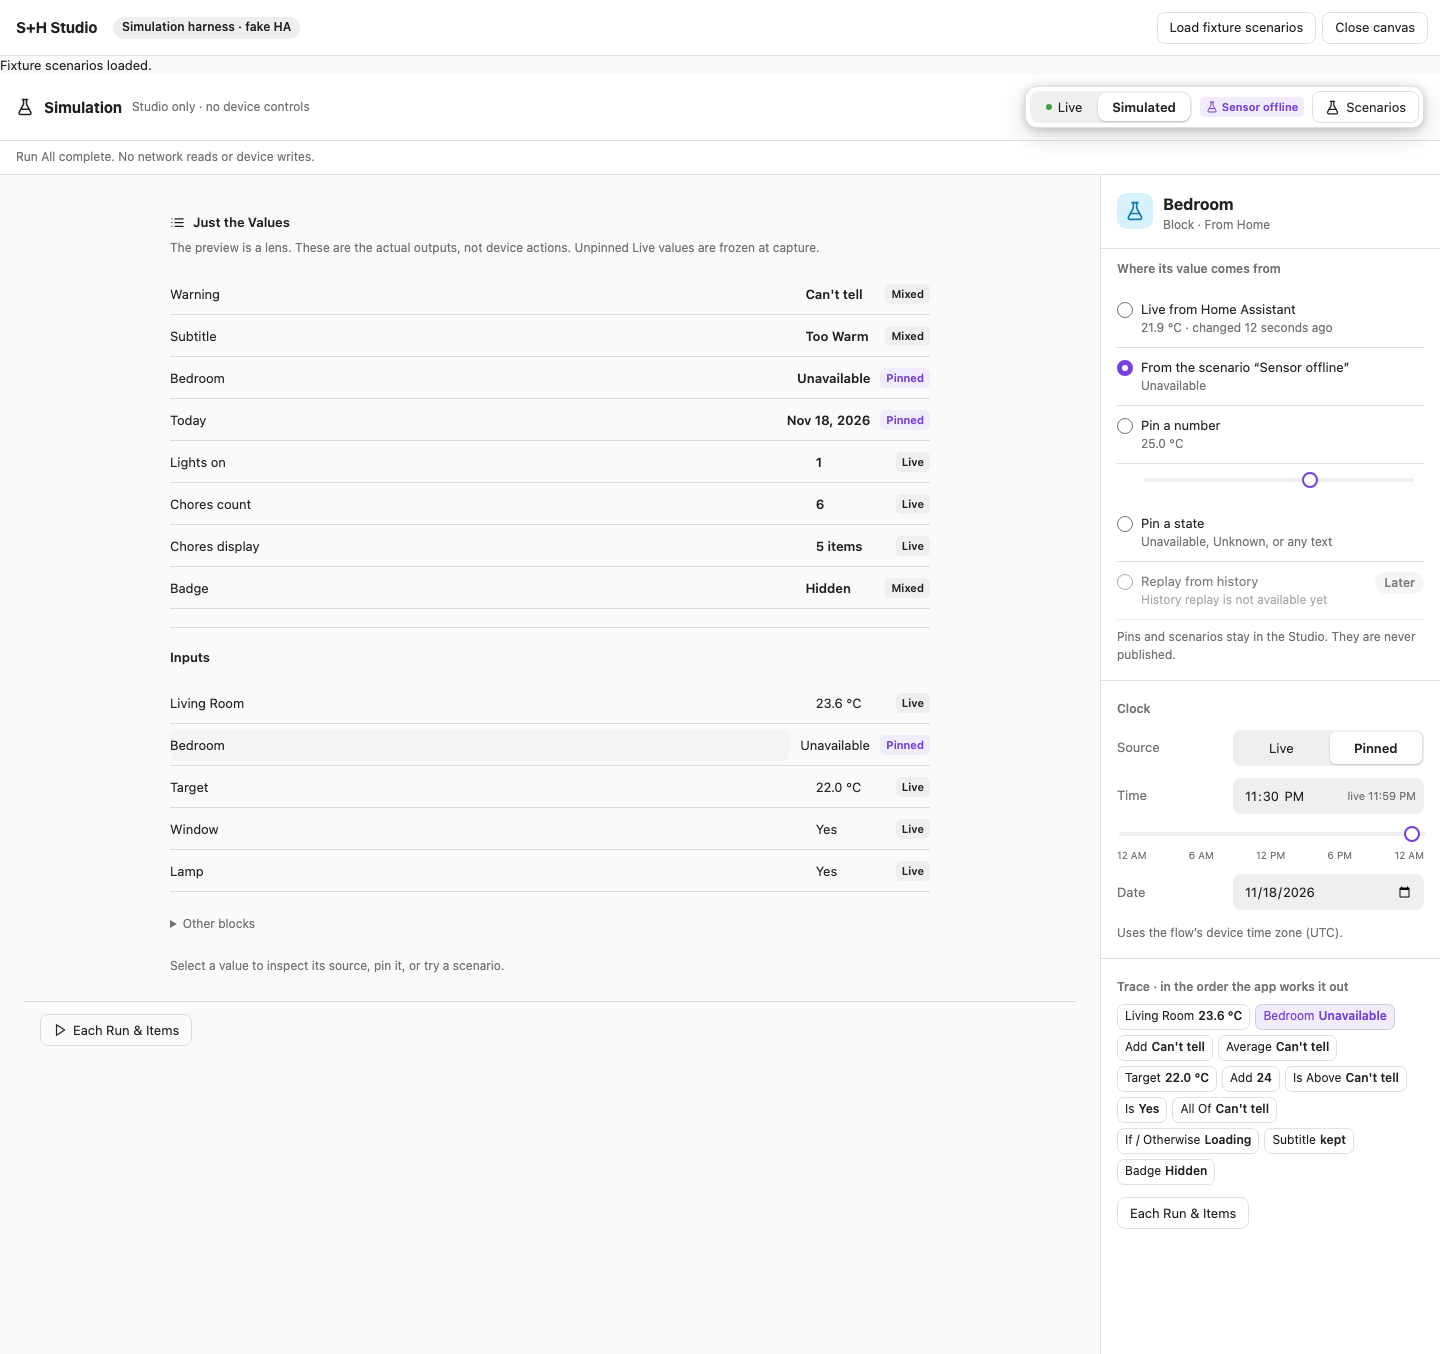 S+H Studio
Simulation harness · fake HA
Load fixture scenarios
Close canvas
Fixture scenarios loaded.
Simulation
Studio only · no device controls
Live
Simulated
Sensor offline
Scenarios
Run All complete. No network reads or device writes.
Just the Values
The preview is a lens. These are the actual outputs, not device actions. Unpinned Live values are frozen at capture.
Warning Can't tell Mixed
Subtitle Too Warm Mixed
Bedroom Unavailable Pinned
Today Nov 18, 2026 Pinned
Lights on 1 Live
Chores count 6 Live
Chores display 5 items Live
Badge Hidden Mixed
Inputs
Living Room 23.6 °C Live
Bedroom Unavailable Pinned
Target 22.0 °C Live
Window Yes Live
Lamp Yes Live
Other blocks
Select a value to inspect its source, pin it, or try a scenario.
Each Run & Items
Bedroom
Block · From Home
Where its value comes from
Live from Home Assistant
21.9 °C · changed 12 seconds ago
From the scenario “Sensor offline”
Unavailable
Pin a number
25.0 °C
Pin a state
Unavailable, Unknown, or any text
Replay from history Later
History replay is not available yet
Pins and scenarios stay in the Studio. They are never
published.
Clock
Source Live Pinned
Time 11:30 PM live 11:59 PM
12 AM 6 AM 12 PM 6 PM 12 AM
Date 11/18/2026
Uses the flow’s device time zone (UTC).
Trace · in the order the app works it out
Living Room 23.6 °C Bedroom Unavailable
Add Can't tell Average Can't tell
Target 22.0 °C Add 24 Is Above Can't tell
Is Yes All Of Can't tell
If / Otherwise Loading Subtitle kept
Badge Hidden
Each Run & Items